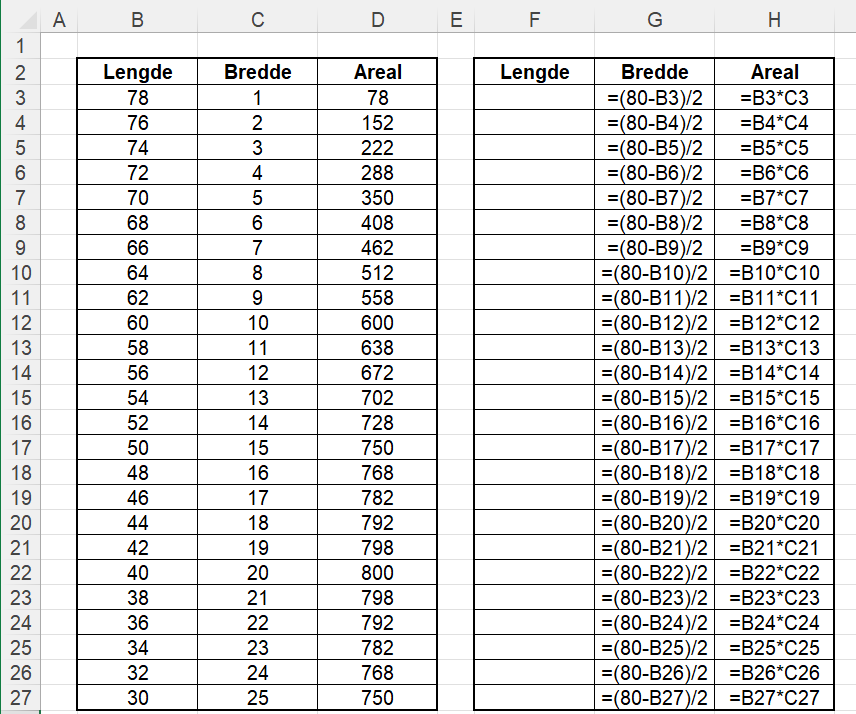 A B C D E F G H
1
2 Lengde Bredde Areal Lengde Bredde Areal
3 78 1 78 =(80-B3)/2 =B3*C3
4 76 2 152 =(80-B4)/2 =B4*C4
5 74 3 222 =(80-B5)/2 =B5*C5
6 72 4 288 =(80-B6)/2 =B6*C6
7 70 5 350 =(80-B7)/2 =B7*C7
8 68 6 408 =(80-B8)/2 =B8*C8
9 66 7 462 =(80-B9)/2 =B9*C9
10 64 8 512 =(80-B10)/2 =B10*C10
11 62 9 558 =(80-B11)/2 =B11*C11
12 60 10 600 =(80-B12)/2 =B12*C12
13 58 11 638 =(80-B13)/2 =B13*C13
14 56 12 672 =(80-B14)/2 =B14*C14
15 54 13 702 =(80-B15)/2 =B15*C15
16 52 14 728 =(80-B16)/2 =B16*C16
17 50 15 750 =(80-B17)/2 =B17*C17
18 48 16 768 =(80-B18)/2 =B18*C18
19 46 17 782 =(80-B19)/2 =B19*C19
20 44 18 792 =(80-B20)/2 =B20*C20
21 42 19 798 =(80-B21)/2 =B21*C21
22 40 20 800 =(80-B22)/2 =B22*C22
23 38 21 798 =(80-B23)/2 =B23*C23
24 36 22 792 =(80-B24)/2 =B24*C24
25 34 23 782 =(80-B25)/2 =B25*C25
26 32 24 768 =(80-B26)/2 =B26*C26
27 30 25 750 =(80-B27)/2 =B27*C27